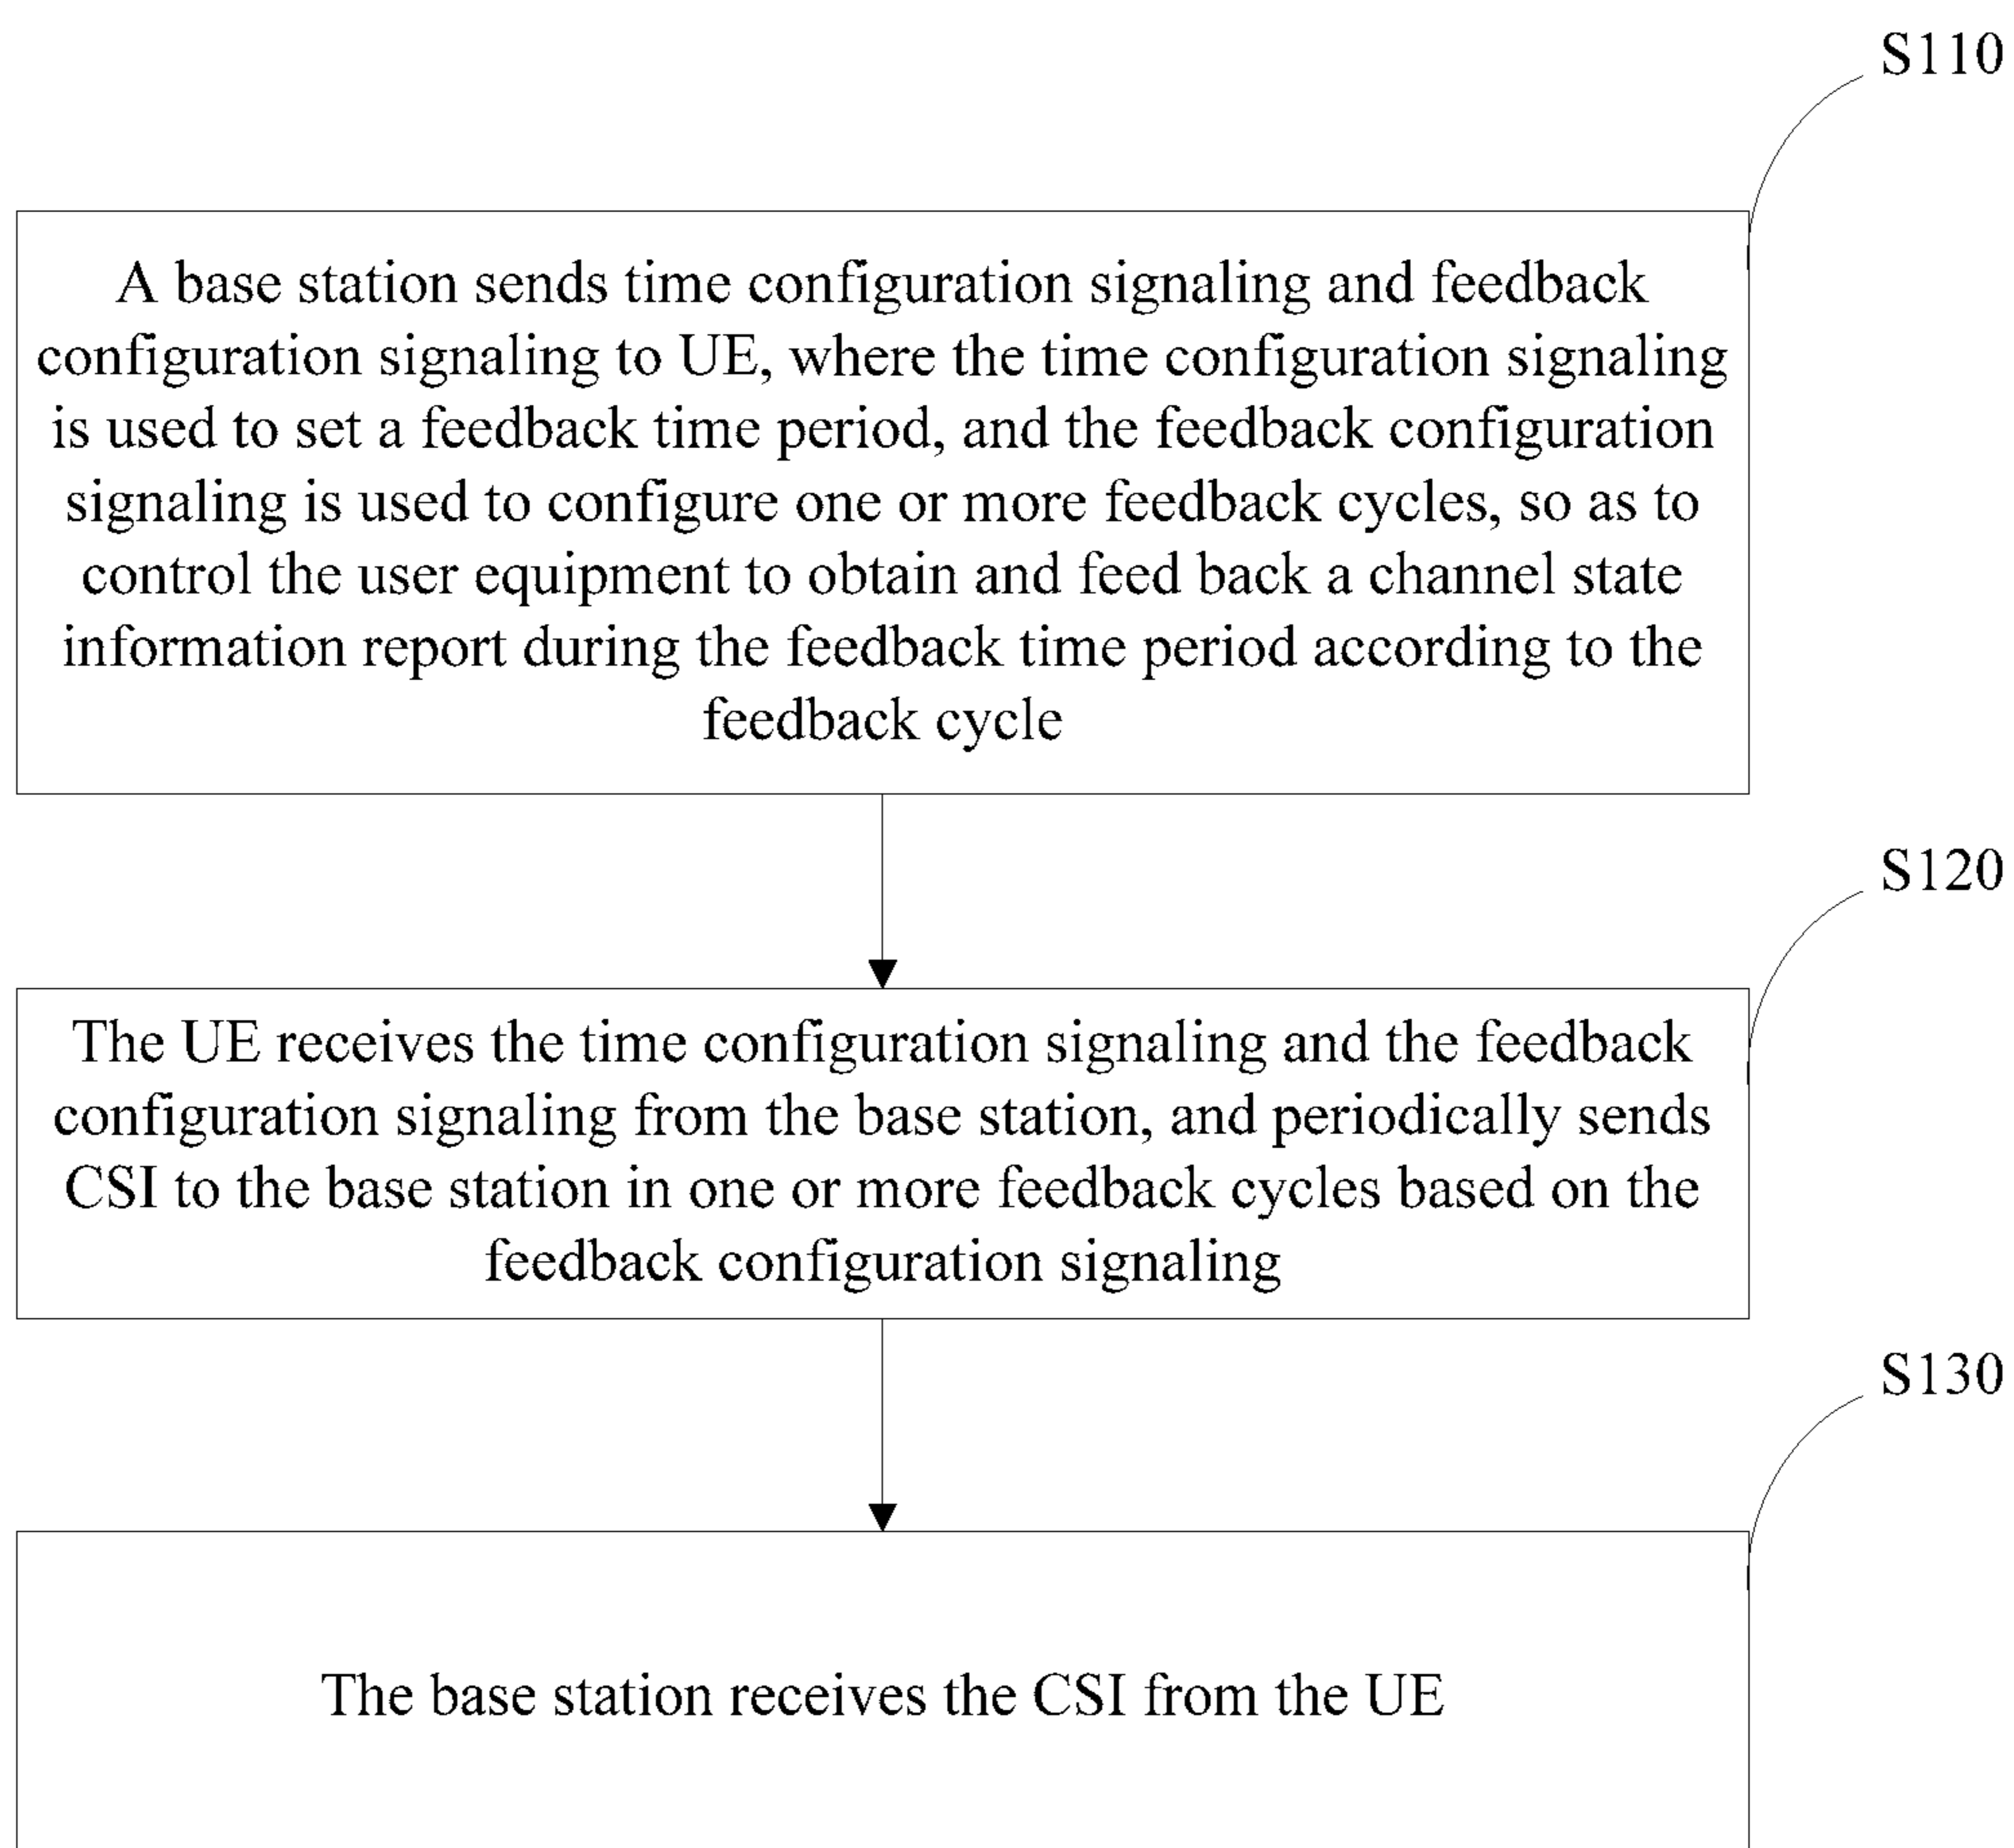 S110
A base station sends time configuration signaling and feedback
configuration signaling to UE, where the time configuration signaling
is used to set a feedback time period, and the feedback configuration
signaling is used to configure one or more feedback cycles, so as to
control the user equipment to obtain and feed back a channel state
information report during the feedback time period according to the
feedback cycle
S120
The UE receives the time configuration signaling and the feedback
configuration signaling from the base station, and periodically sends
CSI to the base station in one or more feedback cycles based on the
feedback configuration signaling
S130
The base station receives the CSI from the UE